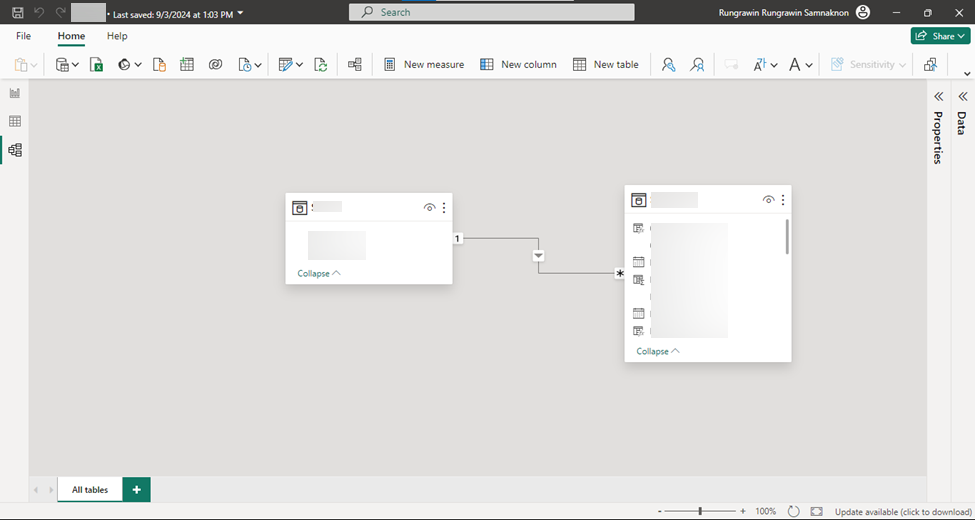 • Last saved: 9/3/2024 at 1:03 PM
Search
Rungrawin Rungrawin Samnaknon
File
Home
Help
Share
New measure
New column
New table
Sensitivity
Properties
Data
1
Collapse
*
Collapse
All tables
+
- + 100%
Update available (click to download)